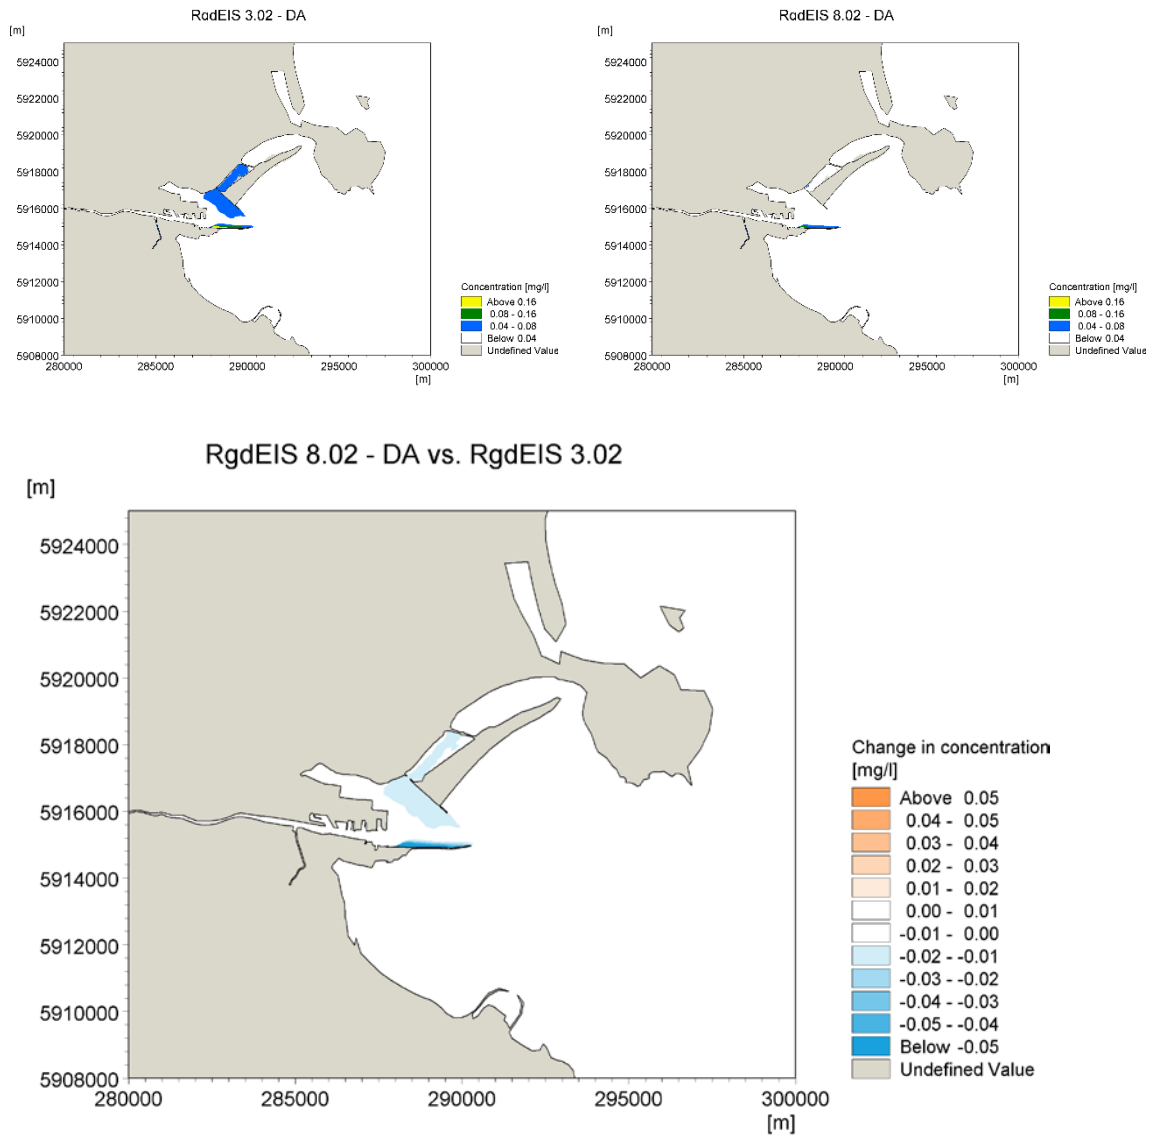 RgdEIS 3.02 - DA
[m]
5924000
5922000
5920000
5918000
5916000
5914000
5912000
5910000
5908000
280000
285000
290000
295000
300000
[m]
Concentration [mg/l]
Above 0.16
0.08 - 0.16
0.04 - 0.08
Below 0.04
Undefined Value
RgdEIS 8.02 - DA
[m]
5924000
5922000
5920000
5918000
5916000
5914000
5912000
5910000
5908000
280000
285000
290000
295000
300000
[m]
Concentration [mg/l]
Above 0.16
0.08 - 0.16
0.04 - 0.08
Below 0.04
Undefined Value
RgdEIS 8.02 - DA vs. RgdEIS 3.02
[m]
5924000
5922000
5920000
5918000
5916000
5914000
5912000
5910000
5908000
280000
285000
290000
295000
300000
[m]
Change in concentration
[mg/l]
Above 0.05
0.04 - 0.05
0.03 - 0.04
0.02 - 0.03
0.01 - 0.02
0.00 - 0.01
-0.01 - 0.00
-0.02 - -0.01
-0.03 - -0.02
-0.04 - -0.03
-0.05 - -0.04
Below -0.05
Undefined Value